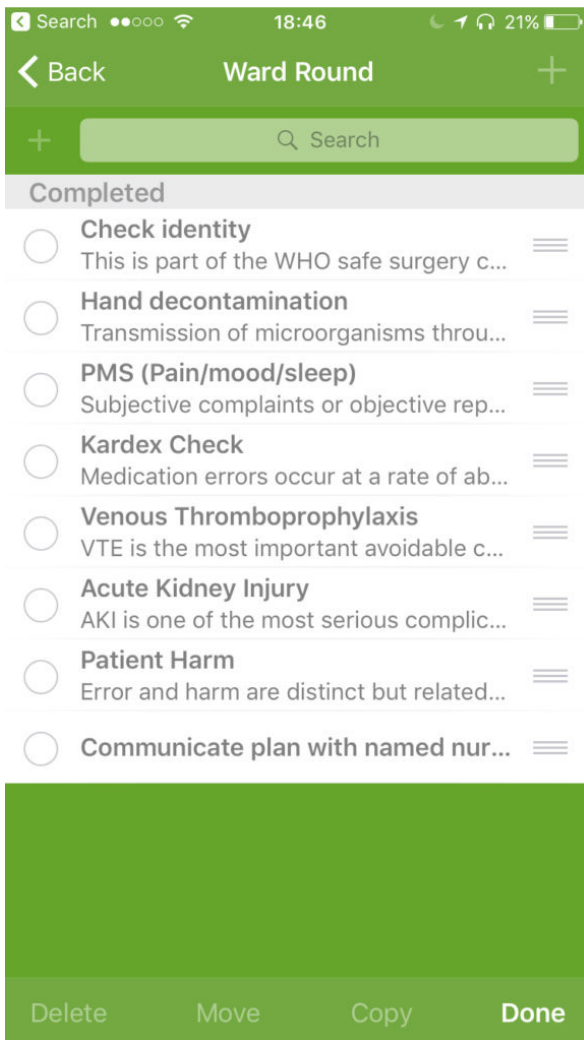 Search 18:46 21%
Back Ward Round
Search
Completed
Check identity
This is part of the WHO safe surgery c...
Hand decontamination
Transmission of microorganisms throu...
PMS (Pain/mood/sleep)
Subjective complaints or objective rep...
Kardex Check
Medication errors occur at a rate of ab...
Venous Thromboprophylaxis
VTE is the most important avoidable c...
Acute Kidney Injury
AKI is one of the most serious complic...
Patient Harm
Error and harm are distinct but related...
Communicate plan with named nur...
Delete Move Copy Done